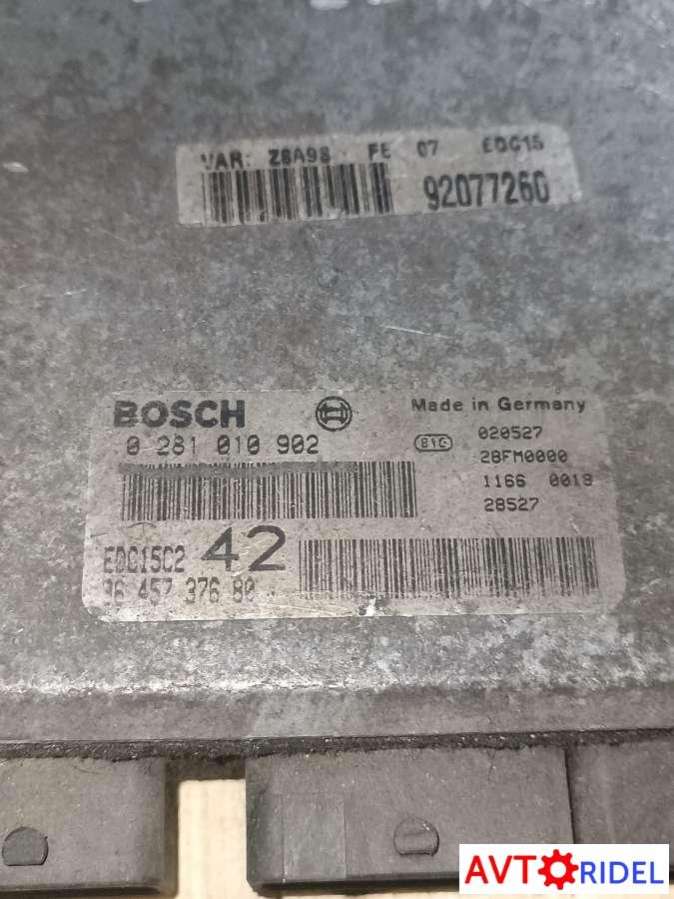 VAR: Z8A98 FE 07 EDC15
92077260
BOSCH
Made in Germany
0 281 010 902
020527
28FM0000
1166 0019
28527
EDC15C2 42
96 457 376 80
AVTORIDEL